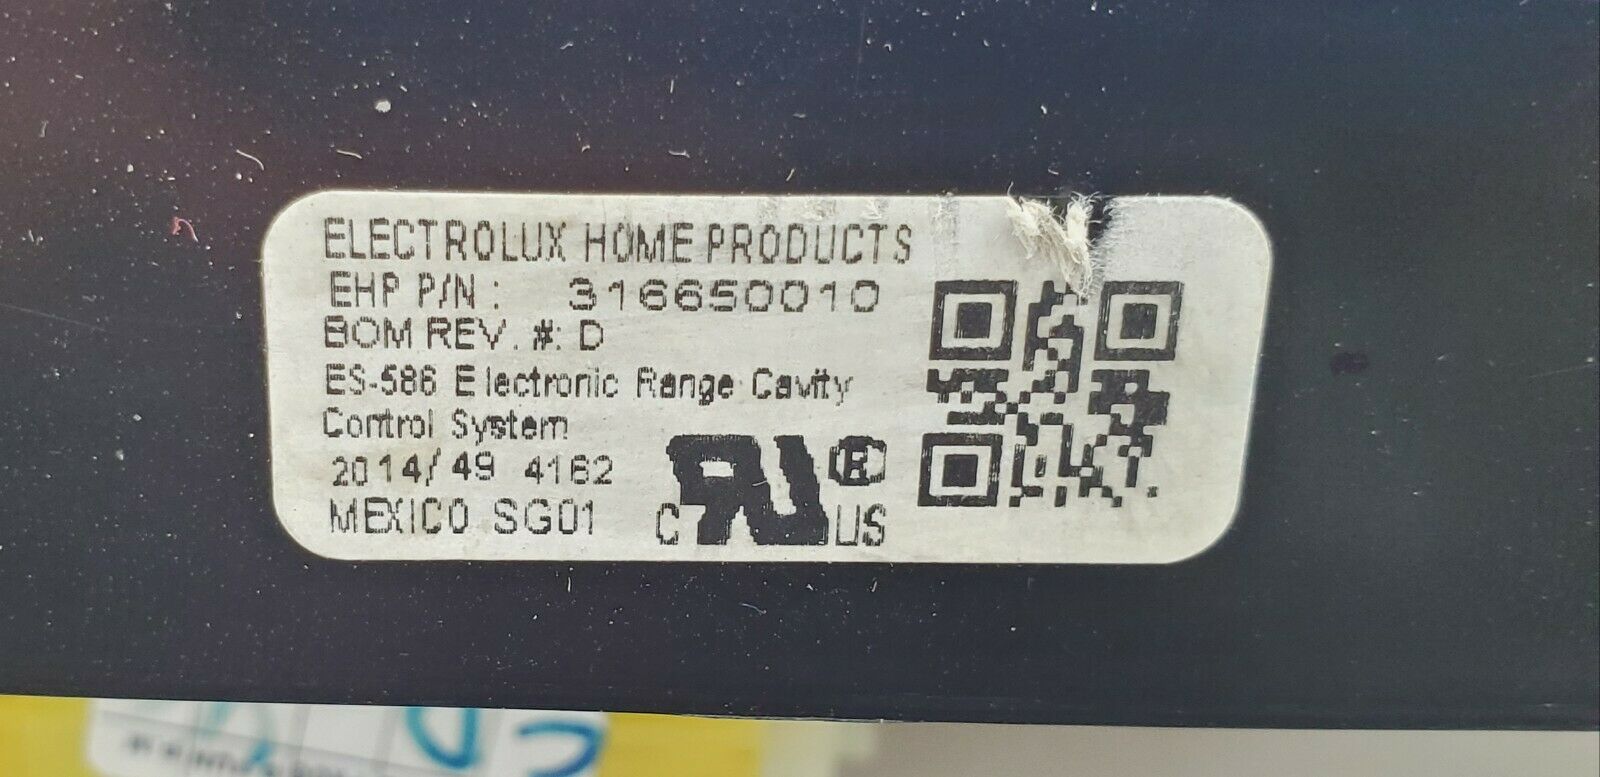 ELECTROLUX HOME PRODUCTS
EHP P/N: 316650010
BOM REV. #: D
ES-586 Electronic Range Cavity
Control System
2014/49 4162
MEXICO SG01
C RU ® US